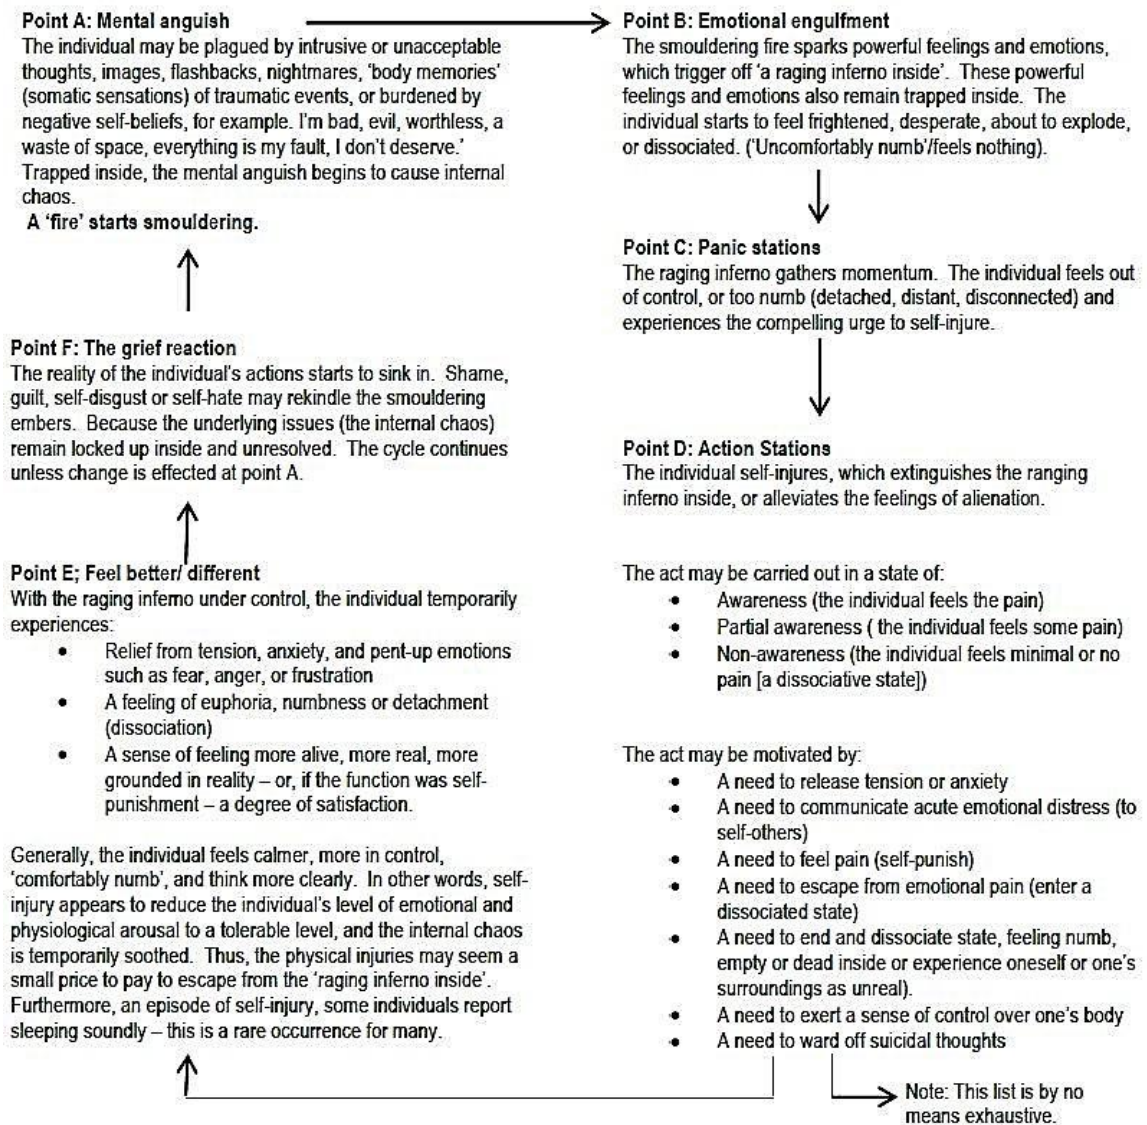 Point A: Mental anguish
The individual may be plagued by intrusive or unacceptable
thoughts, images, flashbacks, nightmares, ‘body memories’
(somatic sensations) of traumatic events, or burdened by
negative self-beliefs, for example. I’m bad, evil, worthless, a
waste of space, everything is my fault, I don’t deserve.’
Trapped inside, the mental anguish begins to cause internal
chaos.
A ‘fire’ starts smouldering.
Point B: Emotional engulfment
The smouldering fire sparks powerful feelings and emotions,
which trigger off ‘a raging inferno inside’. These powerful
feelings and emotions also remain trapped inside. The
individual starts to feel frightened, desperate, about to explode,
or dissociated. (‘Uncomfortably numb’/feels nothing).
Point C: Panic stations
The raging inferno gathers momentum. The individual feels out
of control, or too numb (detached, distant, disconnected) and
experiences the compelling urge to self-injure.
Point D: Action Stations
The individual self-injures, which extinguishes the ranging
inferno inside, or alleviates the feelings of alienation.
The act may be carried out in a state of:
• Awareness (the individual feels the pain)
• Partial awareness ( the individual feels some pain)
• Non-awareness (the individual feels minimal or no
pain [a dissociative state])
The act may be motivated by:
• A need to release tension or anxiety
• A need to communicate acute emotional distress (to
self-others)
• A need to feel pain (self-punish)
• A need to escape from emotional pain (enter a
dissociated state)
• A need to end and dissociate state, feeling numb,
empty or dead inside or experience oneself or one’s
surroundings as unreal).
• A need to exert a sense of control over one’s body
• A need to ward off suicidal thoughts
Note: This list is by no
means exhaustive.
Point E; Feel better/ different
With the raging inferno under control, the individual temporarily
experiences:
• Relief from tension, anxiety, and pent-up emotions
such as fear, anger, or frustration
• A feeling of euphoria, numbness or detachment
(dissociation)
• A sense of feeling more alive, more real, more
grounded in reality – or, if the function was self-
punishment – a degree of satisfaction.
Generally, the individual feels calmer, more in control,
‘comfortably numb’, and think more clearly. In other words, self-
injury appears to reduce the individual’s level of emotional and
physiological arousal to a tolerable level, and the internal chaos
is temporarily soothed. Thus, the physical injuries may seem a
small price to pay to escape from the ‘raging inferno inside’.
Furthermore, an episode of self-injury, some individuals report
sleeping soundly – this is a rare occurrence for many.
Point F: The grief reaction
The reality of the individual’s actions starts to sink in. Shame,
guilt, self-disgust or self-hate may rekindle the smouldering
embers. Because the underlying issues (the internal chaos)
remain locked up inside and unresolved. The cycle continues
unless change is effected at point A.